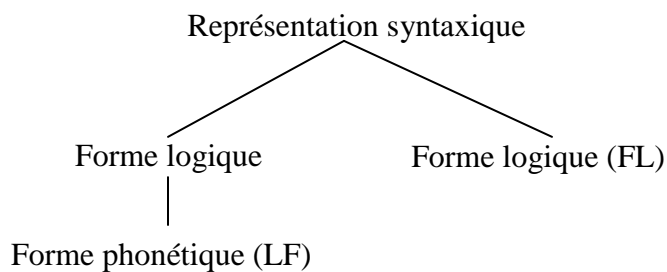 Représentation syntaxique
Forme logique
Forme logique (FL)
Forme phonétique (LF)